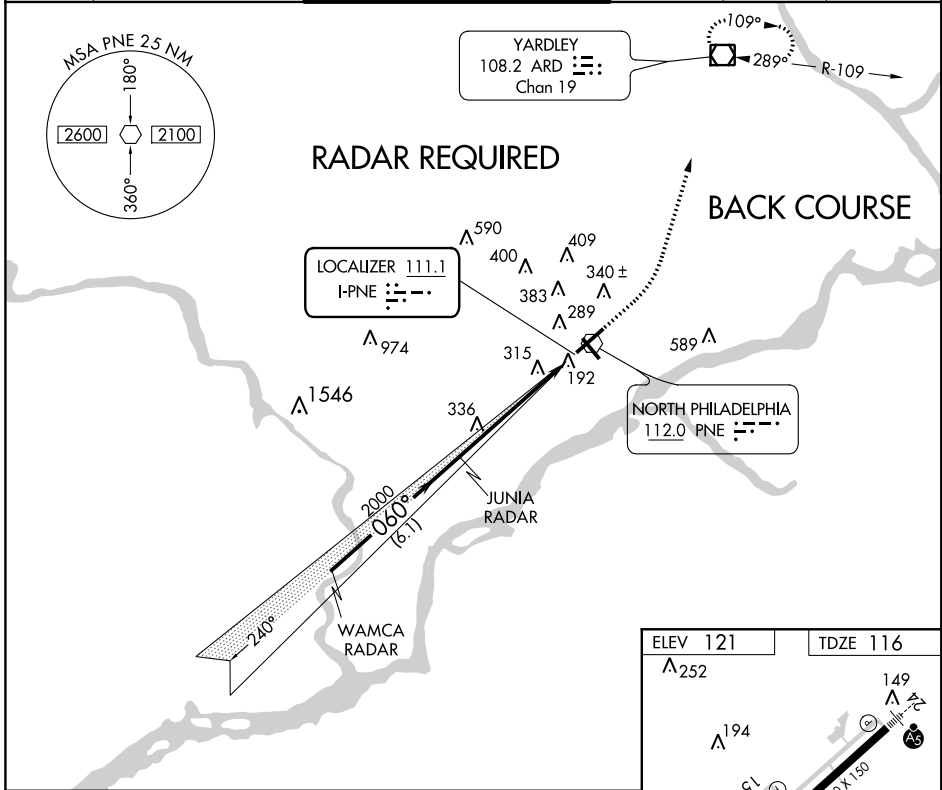 MSA PNE 25 NM
180°
2600
2100
360°
YARDLEY
108.2 ARD
Chan 19
109°
289°
R-109
RADAR REQUIRED
BACK COURSE
LOCALIZER 111.1
I-PNE
590
400
409
383
340 ±
289
974
315
192
589
1546
336
NORTH PHILADELPHIA
112.0 PNE
2000
060°
(6.1)
JUNIA
RADAR
240°
WAMCA
RADAR
ELEV 121
TDZE 116
252
149
24
P
A5
194
X 150
15